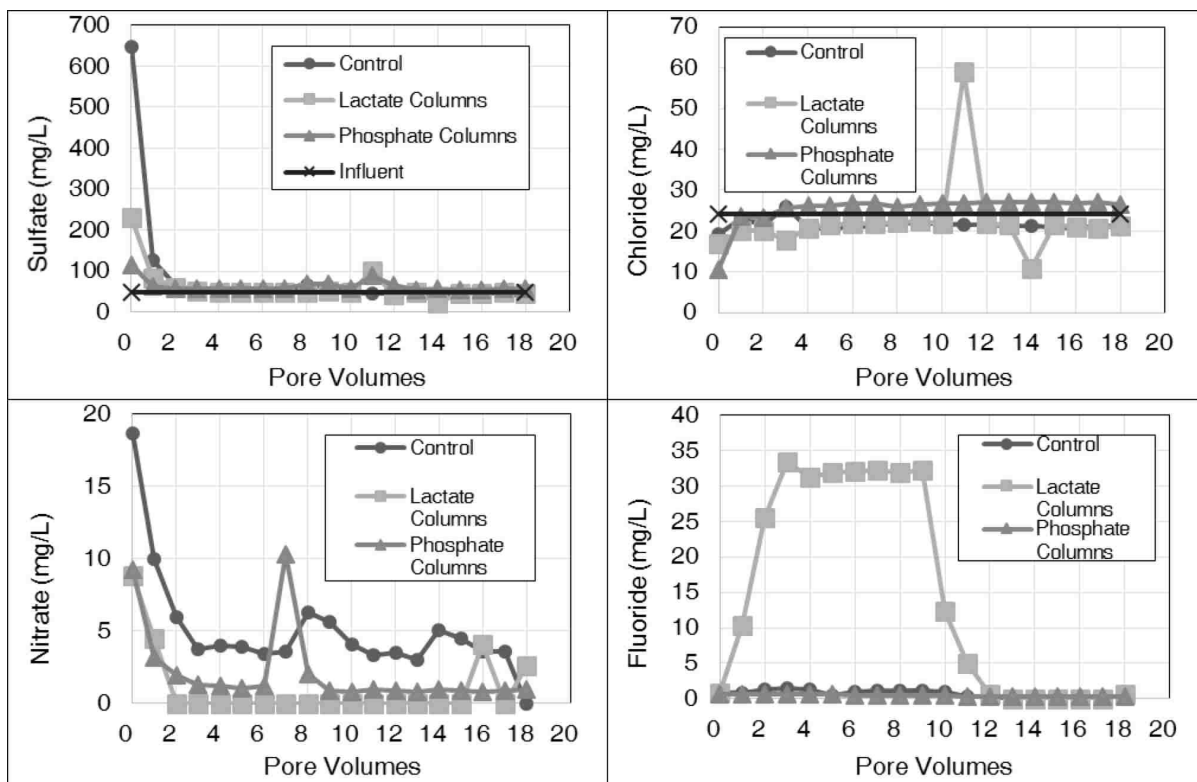 Sulfate (mg/L)
700
600
500
400
300
200
100
0
Control
Lactate Columns
Phosphate Columns
Influent
0 2 4 6 8 10 12 14 16 18 20
Pore Volumes
Chloride (mg/L)
70
60
50
40
30
20
10
0
Control
Lactate
Columns
Phosphate
Columns
0 2 4 6 8 10 12 14 16 18 20
Pore Volumes
Nitrate (mg/L)
20
15
10
5
0
Control
Lactate
Columns
Phosphate
Columns
0 2 4 6 8 10 12 14 16 18 20
Pore Volumes
Fluoride (mg/L)
40
35
30
25
20
15
10
5
0
Control
Lactate
Columns
Phosphate
Columns
0 2 4 6 8 10 12 14 16 18 20
Pore Volumes